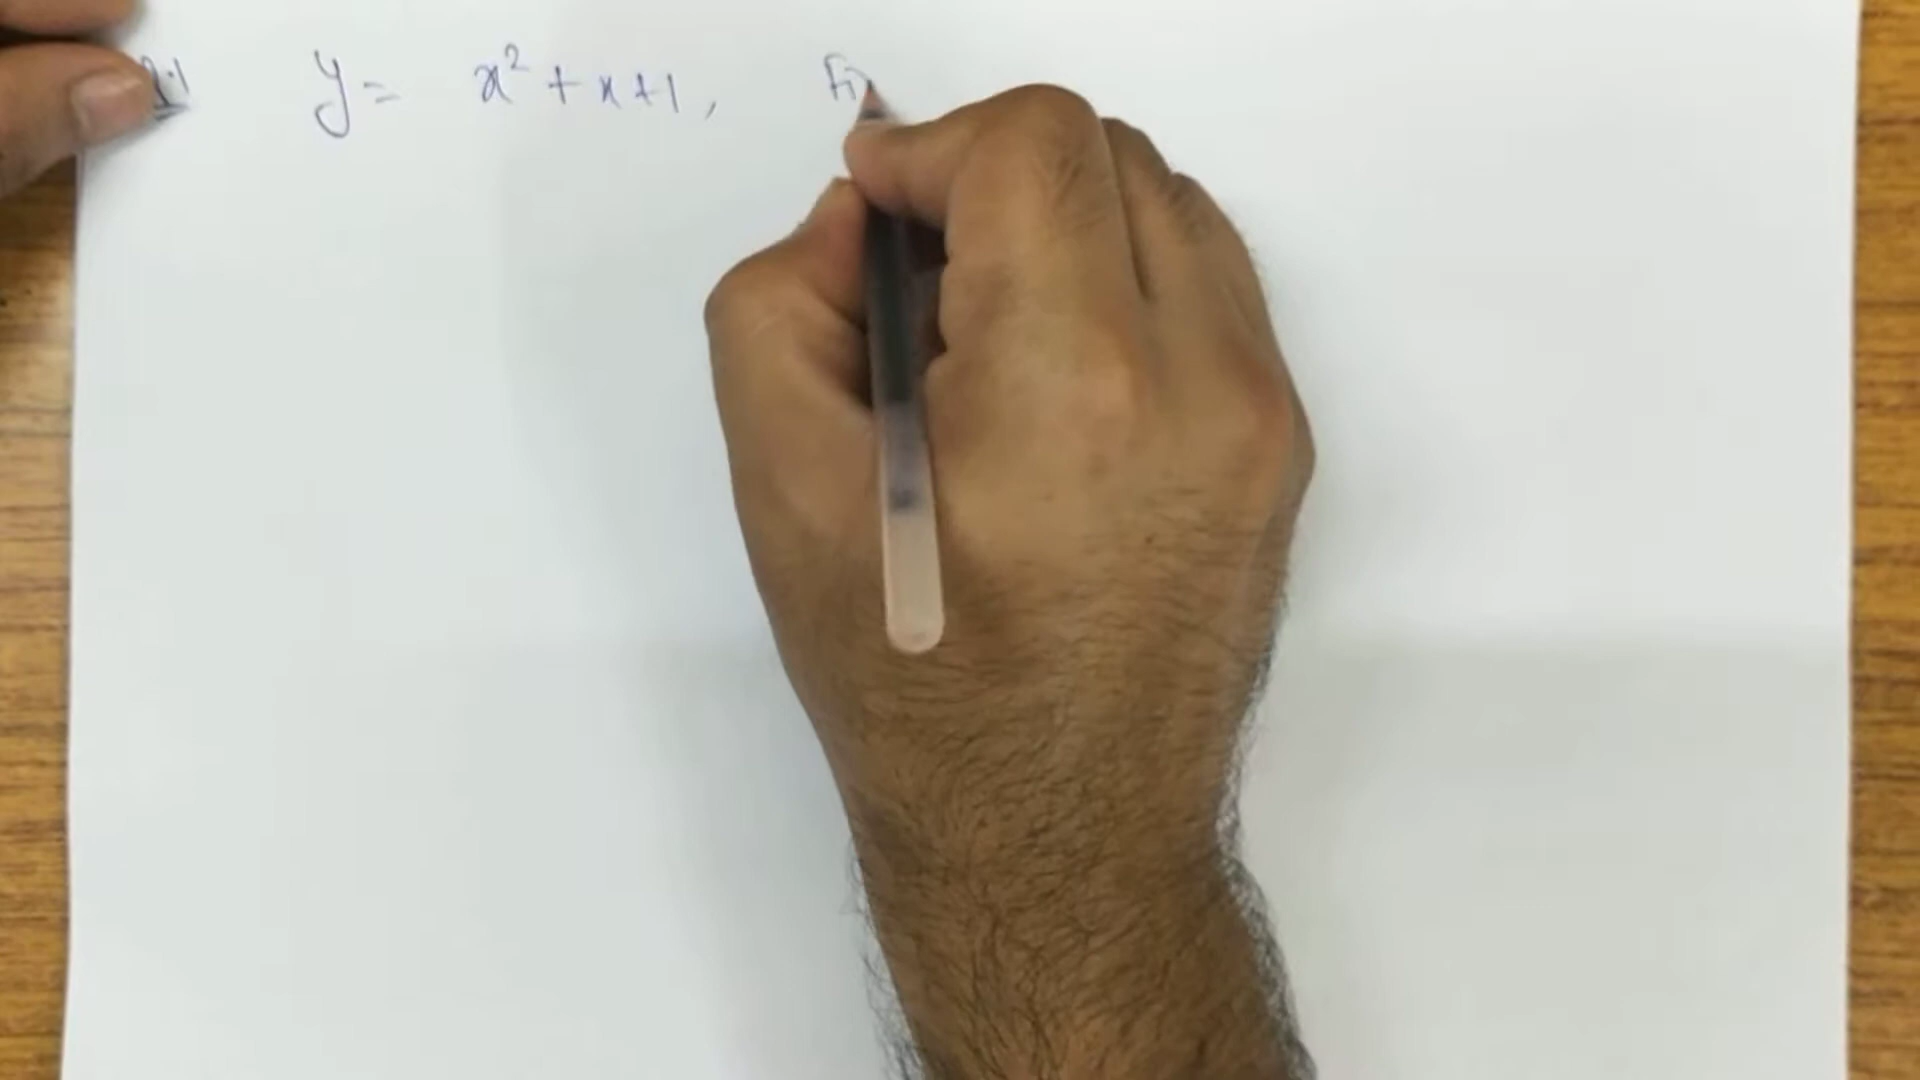 y = x² + x + 1,